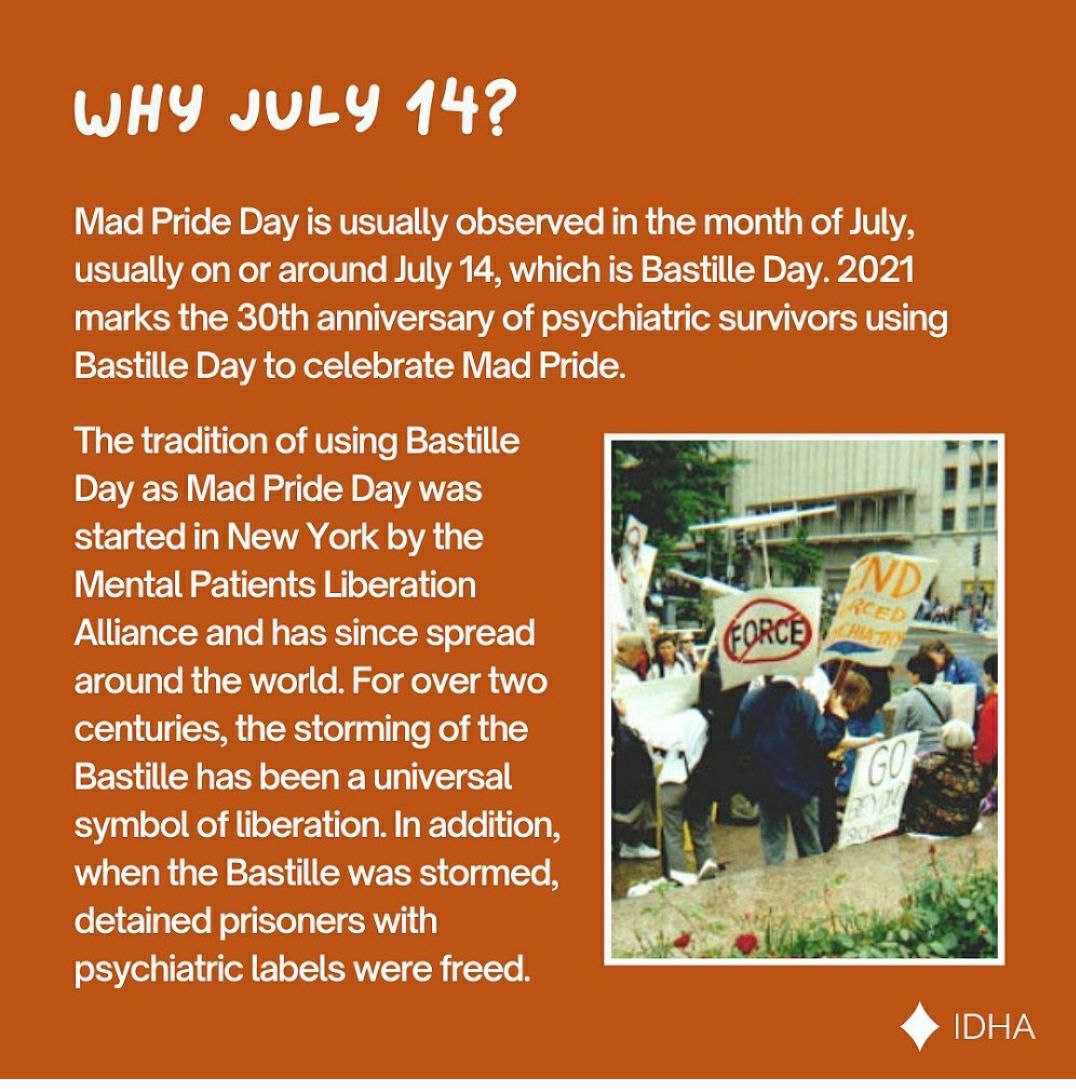 WHY JULY 14?
Mad Pride Day is usually observed in the month of July,
usually on or around July 14, which is Bastille Day. 2021
marks the 30th anniversary of psychiatric survivors using
Bastille Day to celebrate Mad Pride.
The tradition of using Bastille
Day as Mad Pride Day was
started in New York by the
Mental Patients Liberation
Alliance and has since spread
around the world. For over two
centuries, the storming of the
Bastille has been a universal
symbol of liberation. In addition,
when the Bastille was stormed,
detained prisoners with
psychiatric labels were freed.
FORCE
END
GO
IDHA